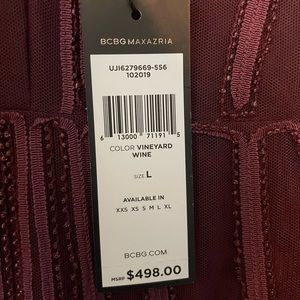 BCBGMAXAZRIA
UJI6279669-556
102019
6 13000 71191 5
COLOR VINEYARD
WINE
SIZE L
AVAILABLE IN
XXS XS S M L XL
BCBG.COM
MSRP $498.00